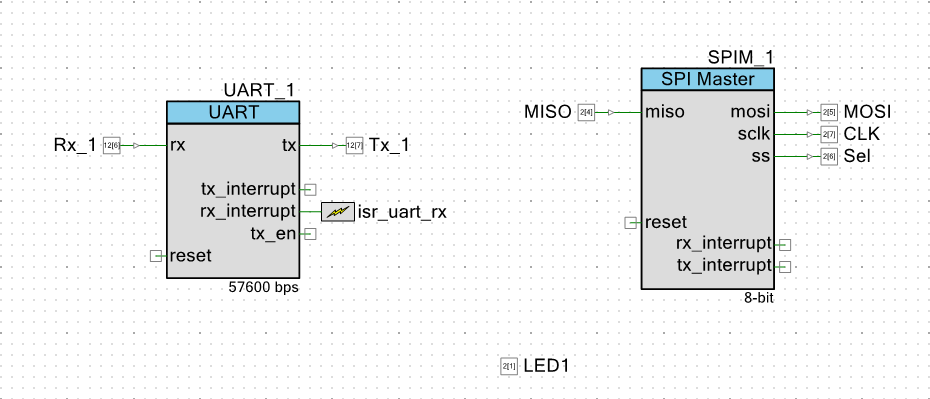 UART_1
UART
Rx_1 12[6] rx tx 12[7] Tx_1
tx_interrupt
rx_interrupt isr_uart_rx
tx_en
reset
57600 bps
SPIM_1
SPI Master
MISO 2[4] miso mosi 2[5] MOSI
sclk 2[7] CLK
ss 2[6] Sel
reset
rx_interrupt
tx_interrupt
8-bit
2[1] LED1